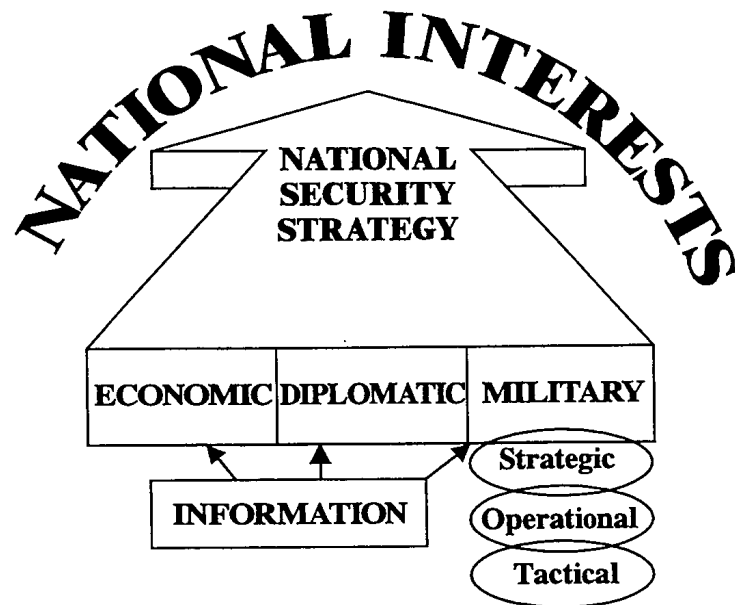 NATIONAL INTERESTS
NATIONAL
SECURITY
STRATEGY
ECONOMIC DIPLOMATIC MILITARY
Strategic
INFORMATION Operational
Tactical